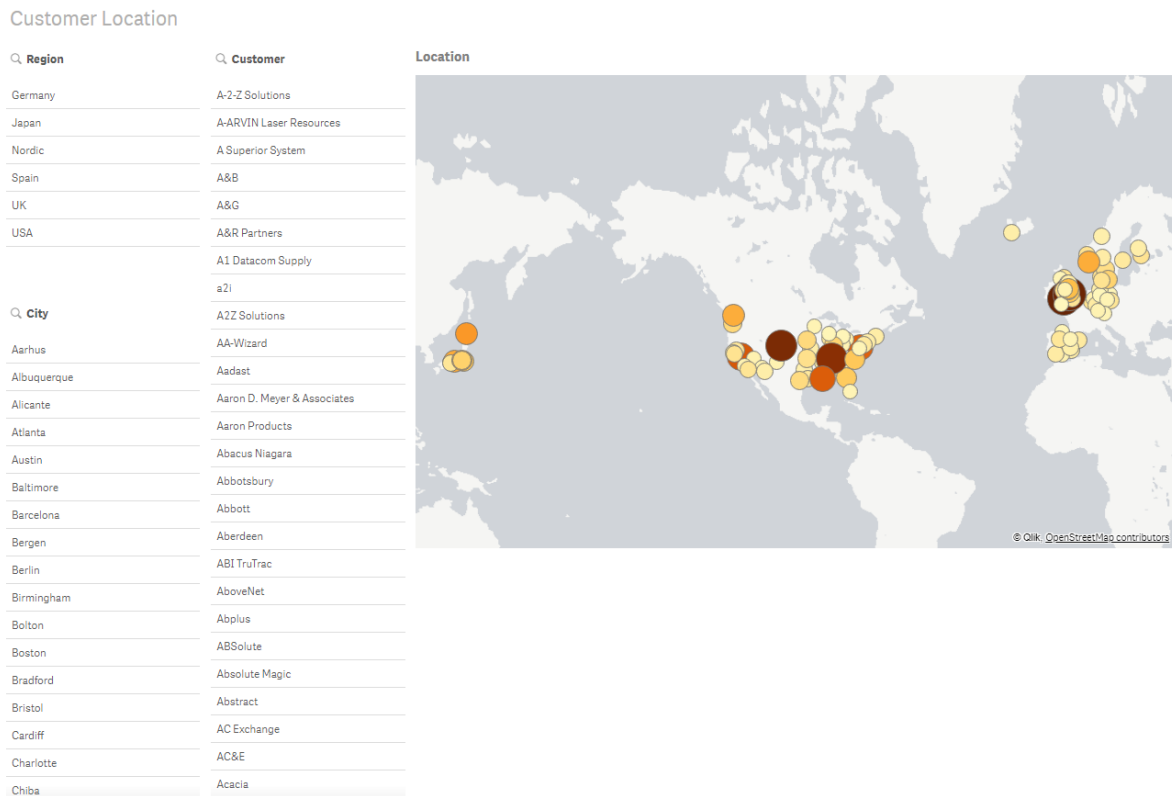 Customer Location
Region
Germany
Japan
Nordic
Spain
UK
USA
City
Aarhus
Albuquerque
Alicante
Atlanta
Austin
Baltimore
Barcelona
Bergen
Berlin
Birmingham
Bolton
Boston
Bradford
Bristol
Cardiff
Charlotte
Chiba
Customer
A-2-Z Solutions
A-ARVIN Laser Resources
A Superior System
A&B
A&G
A&R Partners
A1 Datacom Supply
a2i
A2Z Solutions
AA-Wizard
Aadast
Aaron D. Meyer & Associates
Aaron Products
Abacus Niagara
Abbotsbury
Abbott
Aberdeen
ABI TruTrac
AboveNet
Abplus
ABSolute
Absolute Magic
Abstract
AC Exchange
AC&E
Acacia
Location
© Qlik, OpenStreetMap contributors